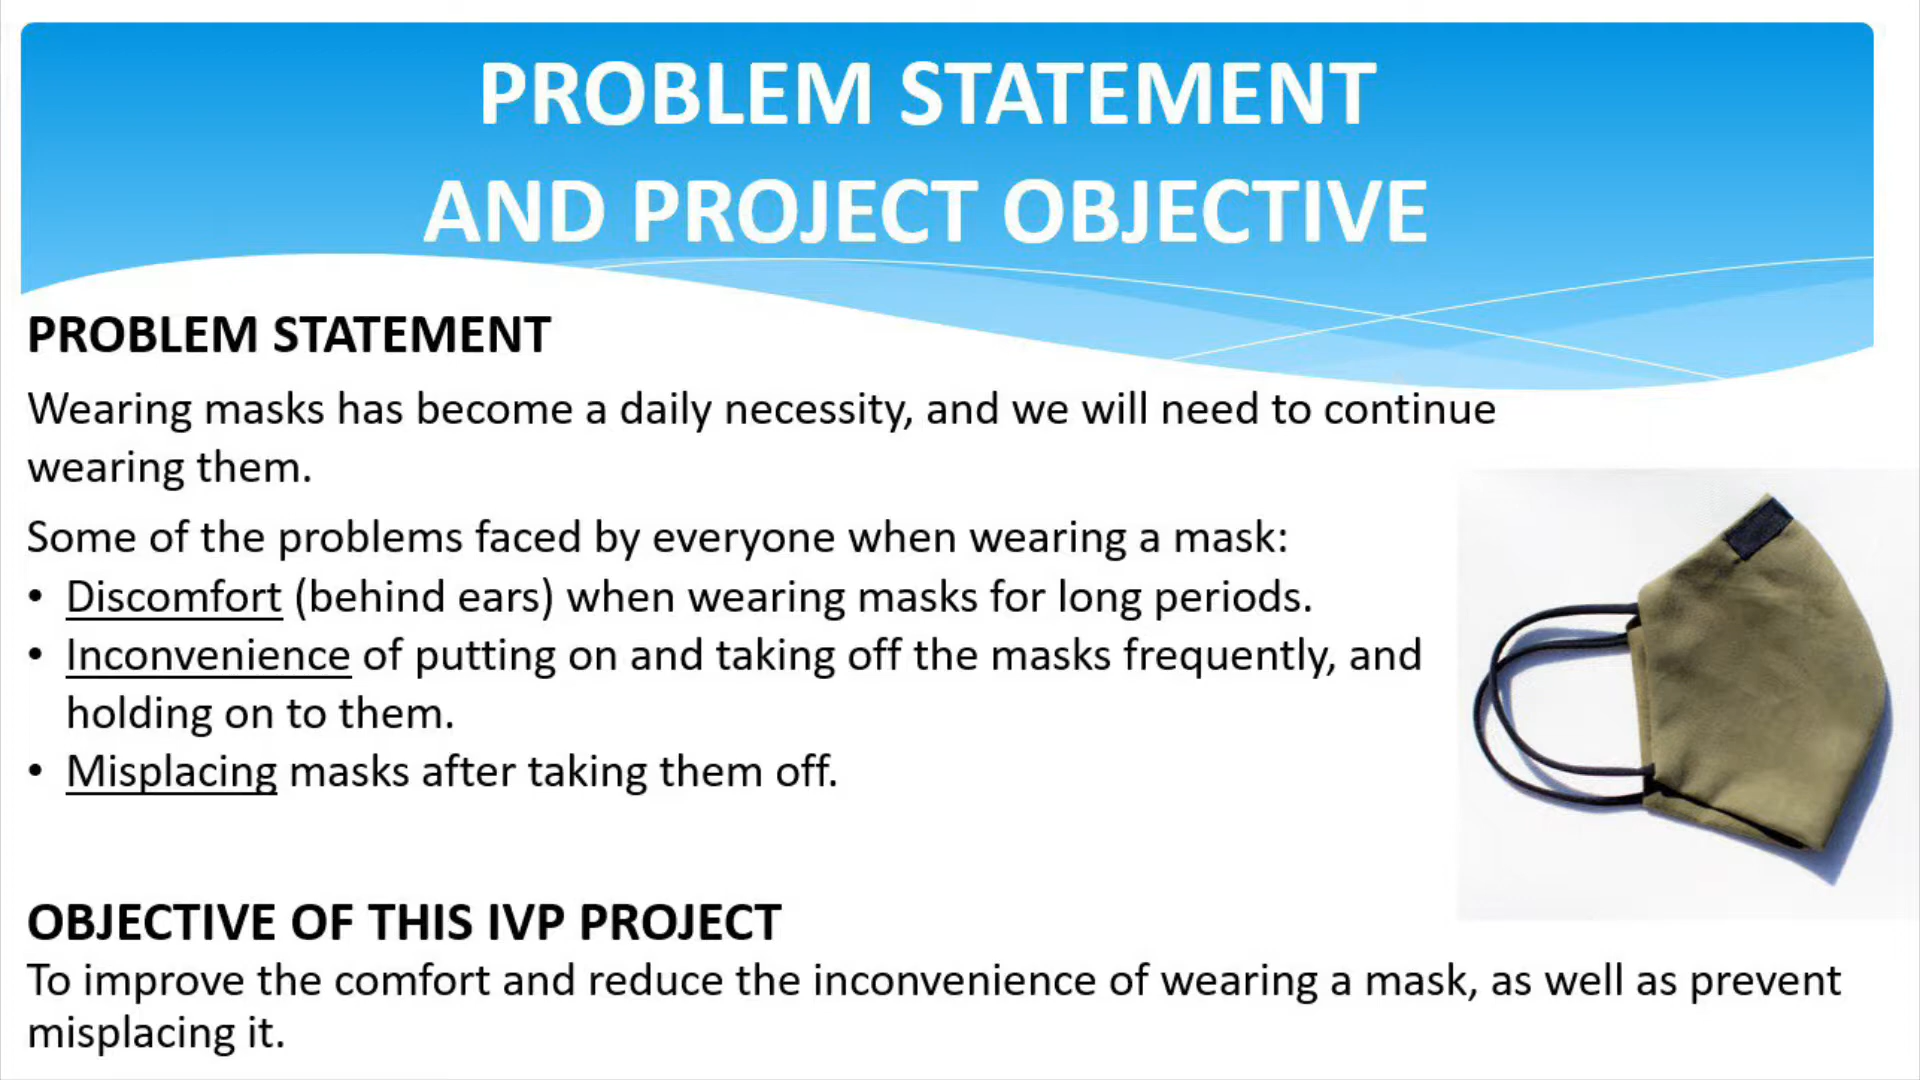 PROBLEM STATEMENT
AND PROJECT OBJECTIVE
PROBLEM STATEMENT
Wearing masks has become a daily necessity, and we will need to continue
wearing them.
Some of the problems faced by everyone when wearing a mask:
• Discomfort (behind ears) when wearing masks for long periods.
• Inconvenience of putting on and taking off the masks frequently, and
holding on to them.
• Misplacing masks after taking them off.
OBJECTIVE OF THIS IVP PROJECT
To improve the comfort and reduce the inconvenience of wearing a mask, as well as prevent
misplacing it.